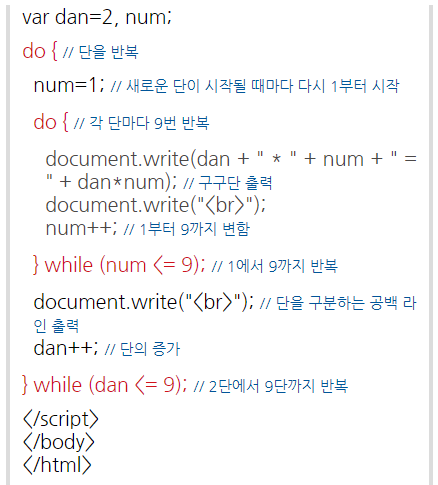 var dan=2, num;
do { // 단을 반복
num=1; // 새로운 단이 시작될 때마다 다시 1부터 시작
do { // 각 단마다 9번 반복
document.write(dan + " * " + num + " =
" + dan*num); // 구구단 출력
document.write("<br>");
num++; // 1부터 9까지 변함
} while (num <= 9); // 1에서 9까지 반복
document.write("<br>"); // 단을 구분하는 공백 라
인 출력
dan++; // 단의 증가
} while (dan <= 9); // 2단에서 9단까지 반복
</script>
</body>
</html>